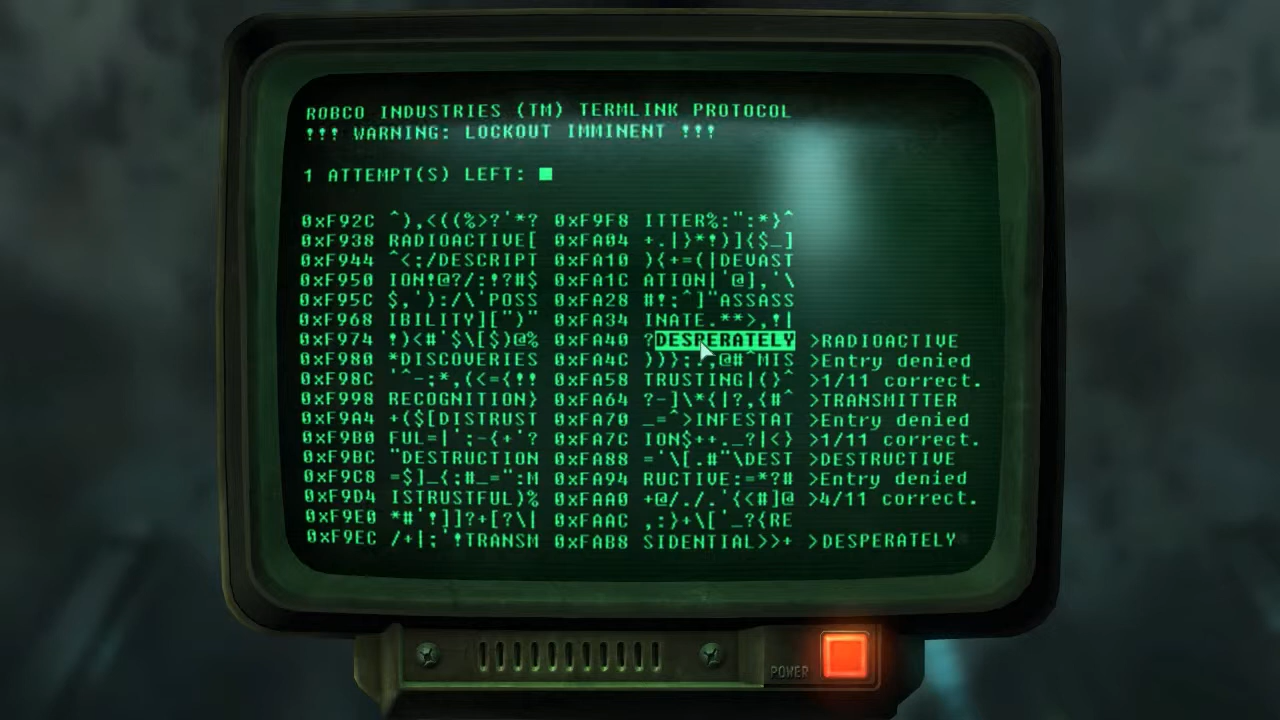 ROBCO INDUSTRIES (TM) TERMLINK PROTOCOL
!!! WARNING: LOCKOUT IMMINENT !!!
1 ATTEMPT(S) LEFT:
0xF92C ^),<((%>?'*? 0xF9F8 ITTER%:":*}^
0xF938 RADIOACTIVE[ 0xFA04 +.|}*!)]{$_]
0xF944 ^<;/DESCRIPT 0xFA10 ){+=(|DEVAST
0xF950 ION!@?/:!?#$ 0xFA1C ATION|'@],'\
0xF95C $,'):/\'POSS 0xFA28 #!;^]"ASSASS
0xF968 IBILITY][")" 0xFA34 INATE.**>,!|
0xF974 !)<#'$\[$)@% 0xFA40 ?DESPERATELY >RADIOACTIVE
0xF980 *DISCOVERIES 0xFA4C ))};.,@#^MIS >Entry denied
0xF98C '^-;*,(<={!! 0xFA58 TRUSTING|(}^ >1/11 correct.
0xF998 RECOGNITION} 0xFA64 ?-]\*{|?,{#^ >TRANSMITTER
0xF9A4 +($[DISTRUST 0xFA70 _=^>INFESTAT >Entry denied
0xF9B0 FUL=|';-{+'? 0xFA7C ION$++._?|<} >1/11 correct.
0xF9BC "DESTRUCTION 0xFA88 ='\[.#"\DEST >DESTRUCTIVE
0xF9C8 =$]_{;#_=":M 0xFA94 RUCTIVE:=*?# >Entry denied
0xF9D4 ISTRUSTFUL)% 0xFAA0 +@/./.'{<#]@ >4/11 correct.
0xF9E0 *#'!]]?+[?\| 0xFAAC ,:}+\['_?{RE
0xF9EC /+|;'!TRANSM 0xFAB8 SIDENTIAL>>+ >DESPERATELY
POWER